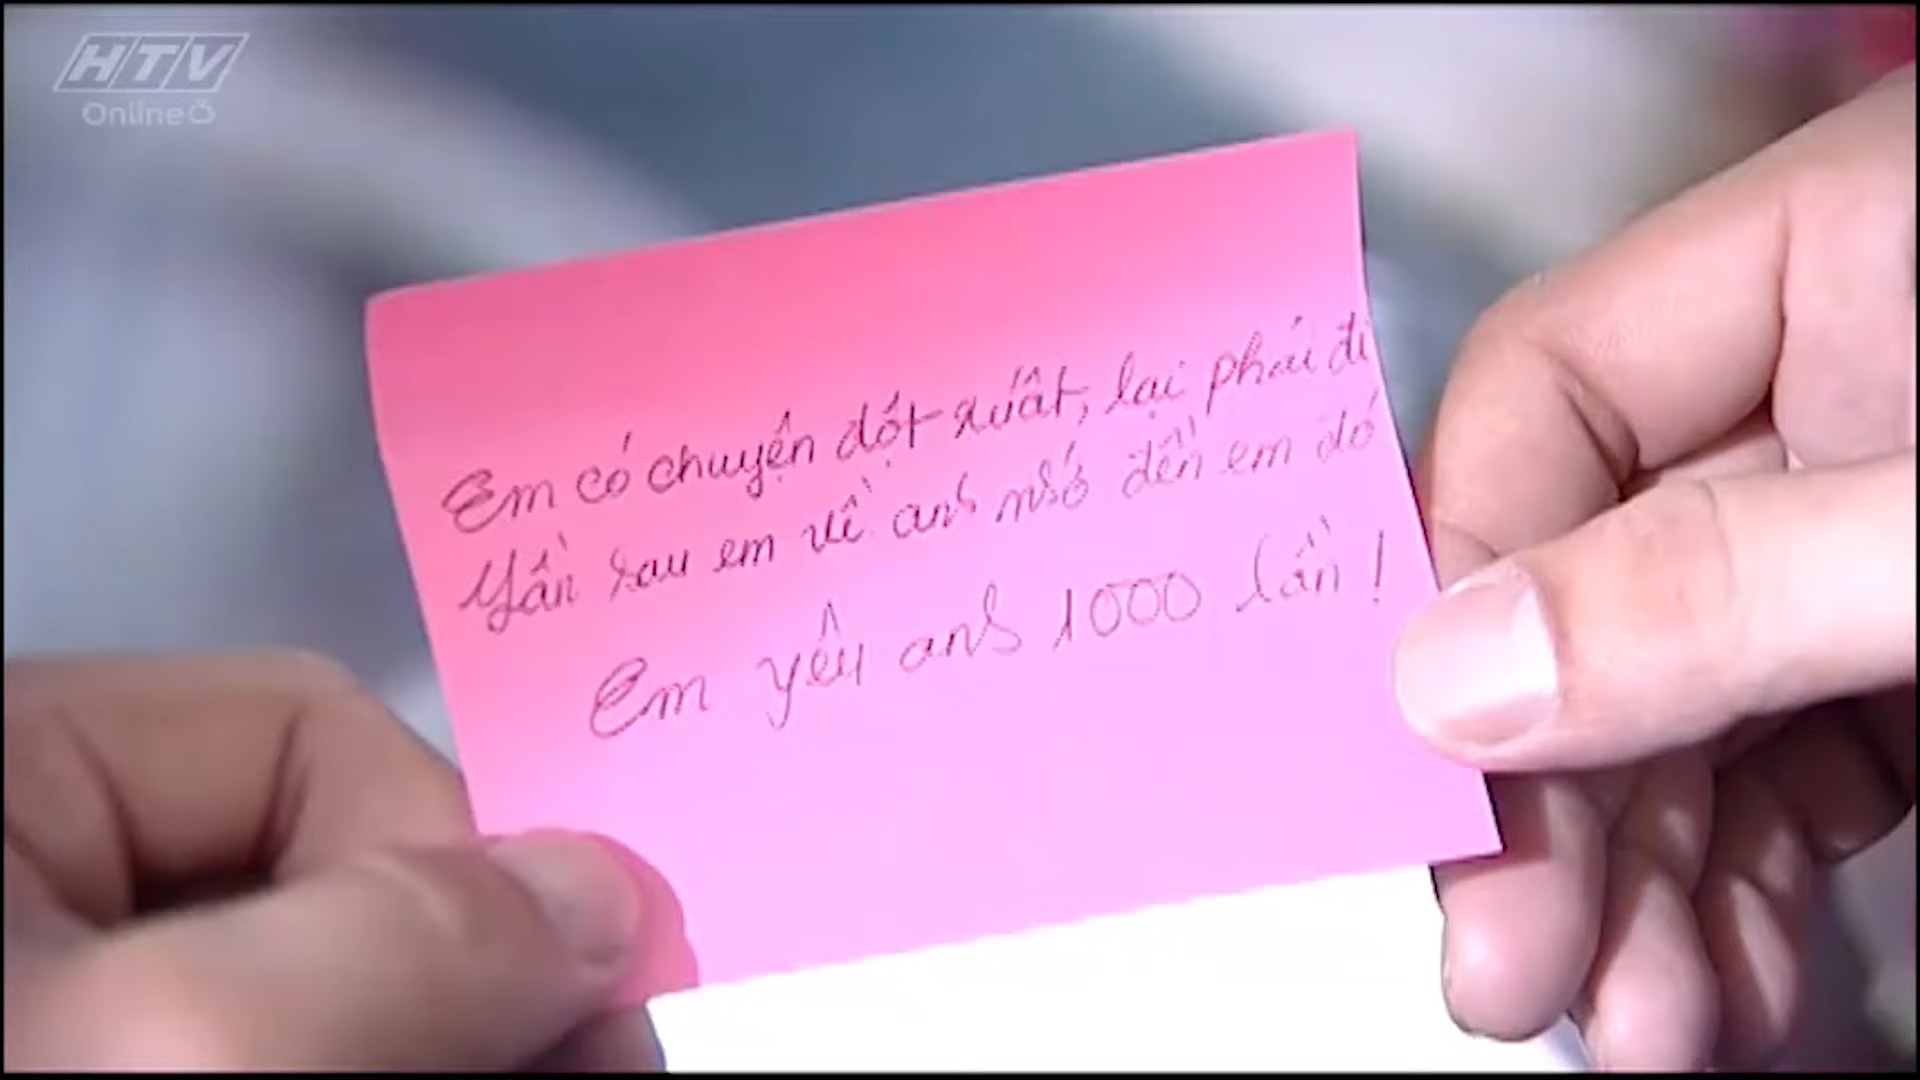 HTV
Online
Em có chuyện đột xuất, lại phải đi
Lần sau em về anh nhớ đến em đó
Em yêu anh 1000 lần!